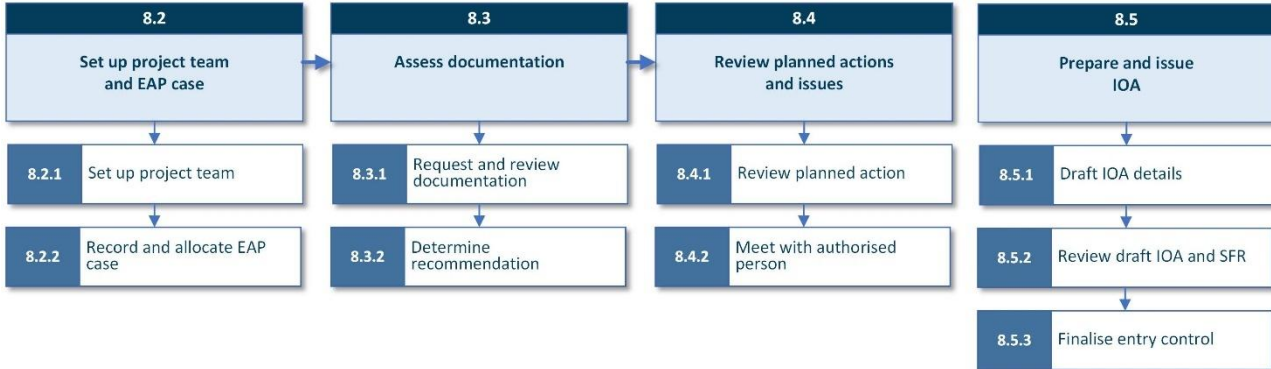 8.2
Set up project team
and EAP case
8.2.1
Set up project team
8.2.2
Record and allocate EAP
case
8.3
Assess documentation
8.3.1
Request and review
documentation
8.3.2
Determine
recommendation
8.4
Review planned actions
and issues
8.4.1
Review planned action
8.4.2
Meet with authorised
person
8.5
Prepare and issue
IOA
8.5.1
Draft IOA details
8.5.2
Review draft IOA and SFR
8.5.3
Finalise entry control